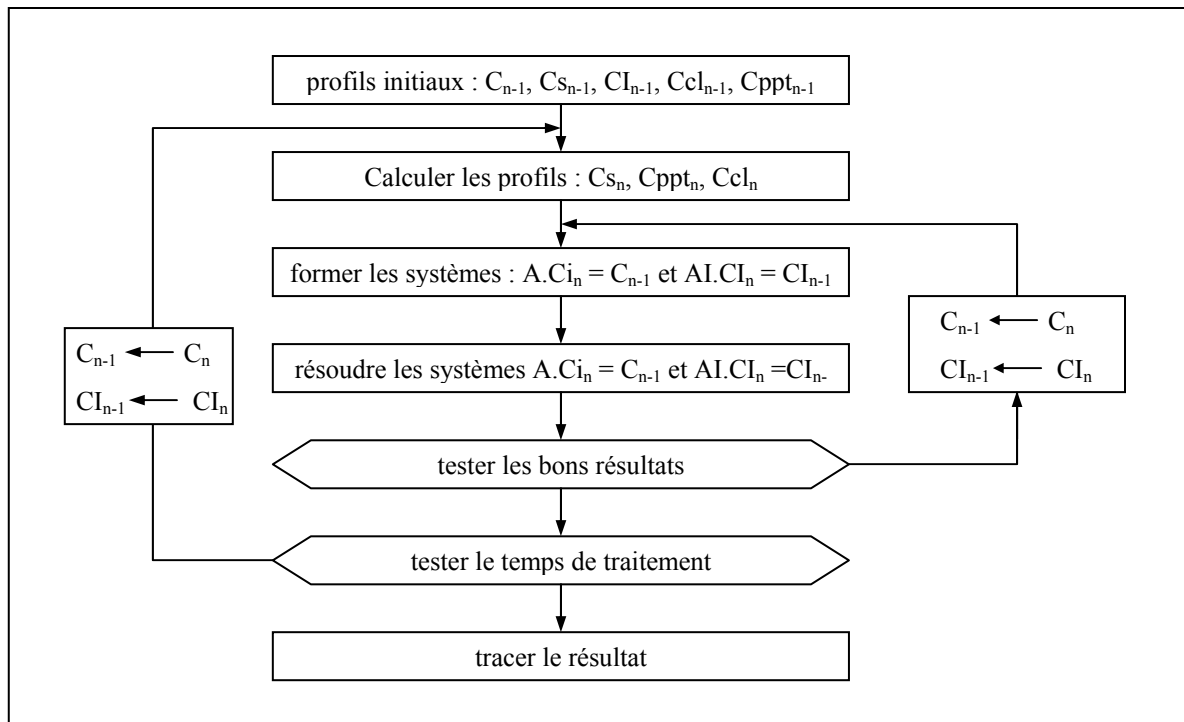 profils initiaux : Cₙ₋₁, Csₙ₋₁, CIₙ₋₁, Cclₙ₋₁, Cpptₙ₋₁
Calculer les profils : Csₙ, Cpptₙ, Cclₙ
former les systèmes : A.Ciₙ = Cₙ₋₁ et AI.CIₙ = CIₙ₋₁
Cₙ₋₁ ← Cₙ
CIₙ₋₁ ← CIₙ
résoudre les systèmes A.Ciₙ = Cₙ₋₁ et AI.CIₙ =CIₙ₋
Cₙ₋₁ ← Cₙ
CIₙ₋₁ ← CIₙ
tester les bons résultats
tester le temps de traitement
tracer le résultat